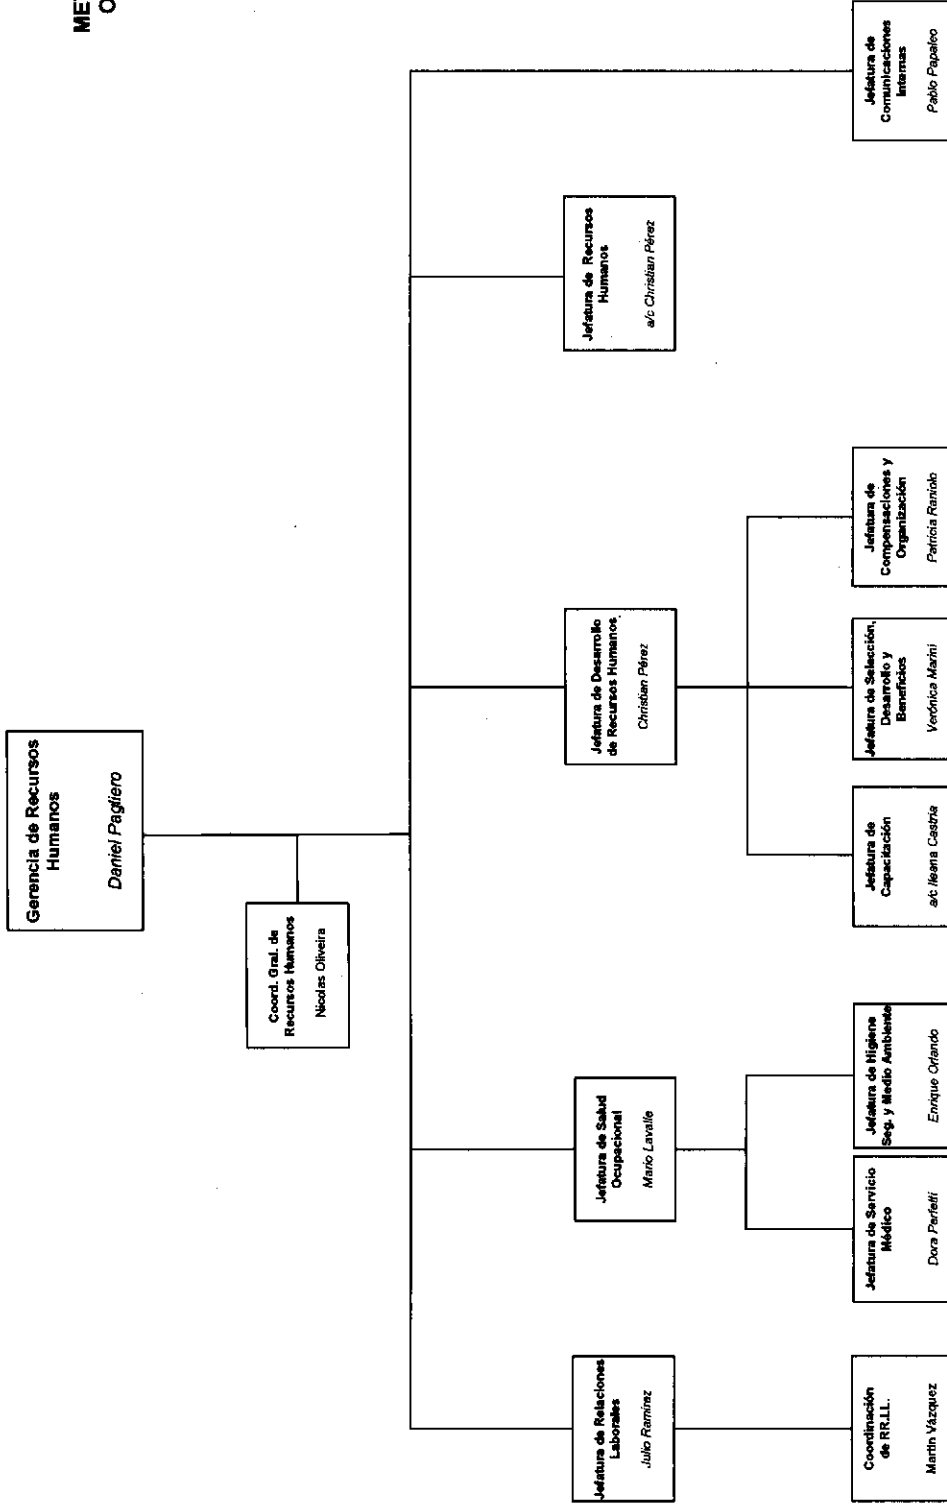 ME
O
Gerencia de Recursos
Humanos
Daniel Pagliero
Coord. Gral. de
Recursos Humanos
Nicolas Oliveira
Jefatura de Relaciones
Laborales
Julio Ramirez
Jefatura de Salud
Ocupacional
Mario Lavalle
Jefatura de Desarrollo
de Recursos Humanos
Christian Pérez
Jefatura de Recursos
Humanos
a/c Christian Pérez
Coordinación
de RR.LL.
Martín Vázquez
Jefatura de Servicio
Médico
Dora Perfetti
Jefatura de Higiene
Seg. y Medio Ambiente
Enrique Orlando
Jefatura de
Capacitación
a/c Ileana Castria
Jefatura de Selección,
Desarrollo y
Beneficios
Verónica Marini
Jefatura de
Compensaciones y
Organización
Patricia Raniolo
Jefatura de
Comunicaciones
Internas
Pablo Papaleo